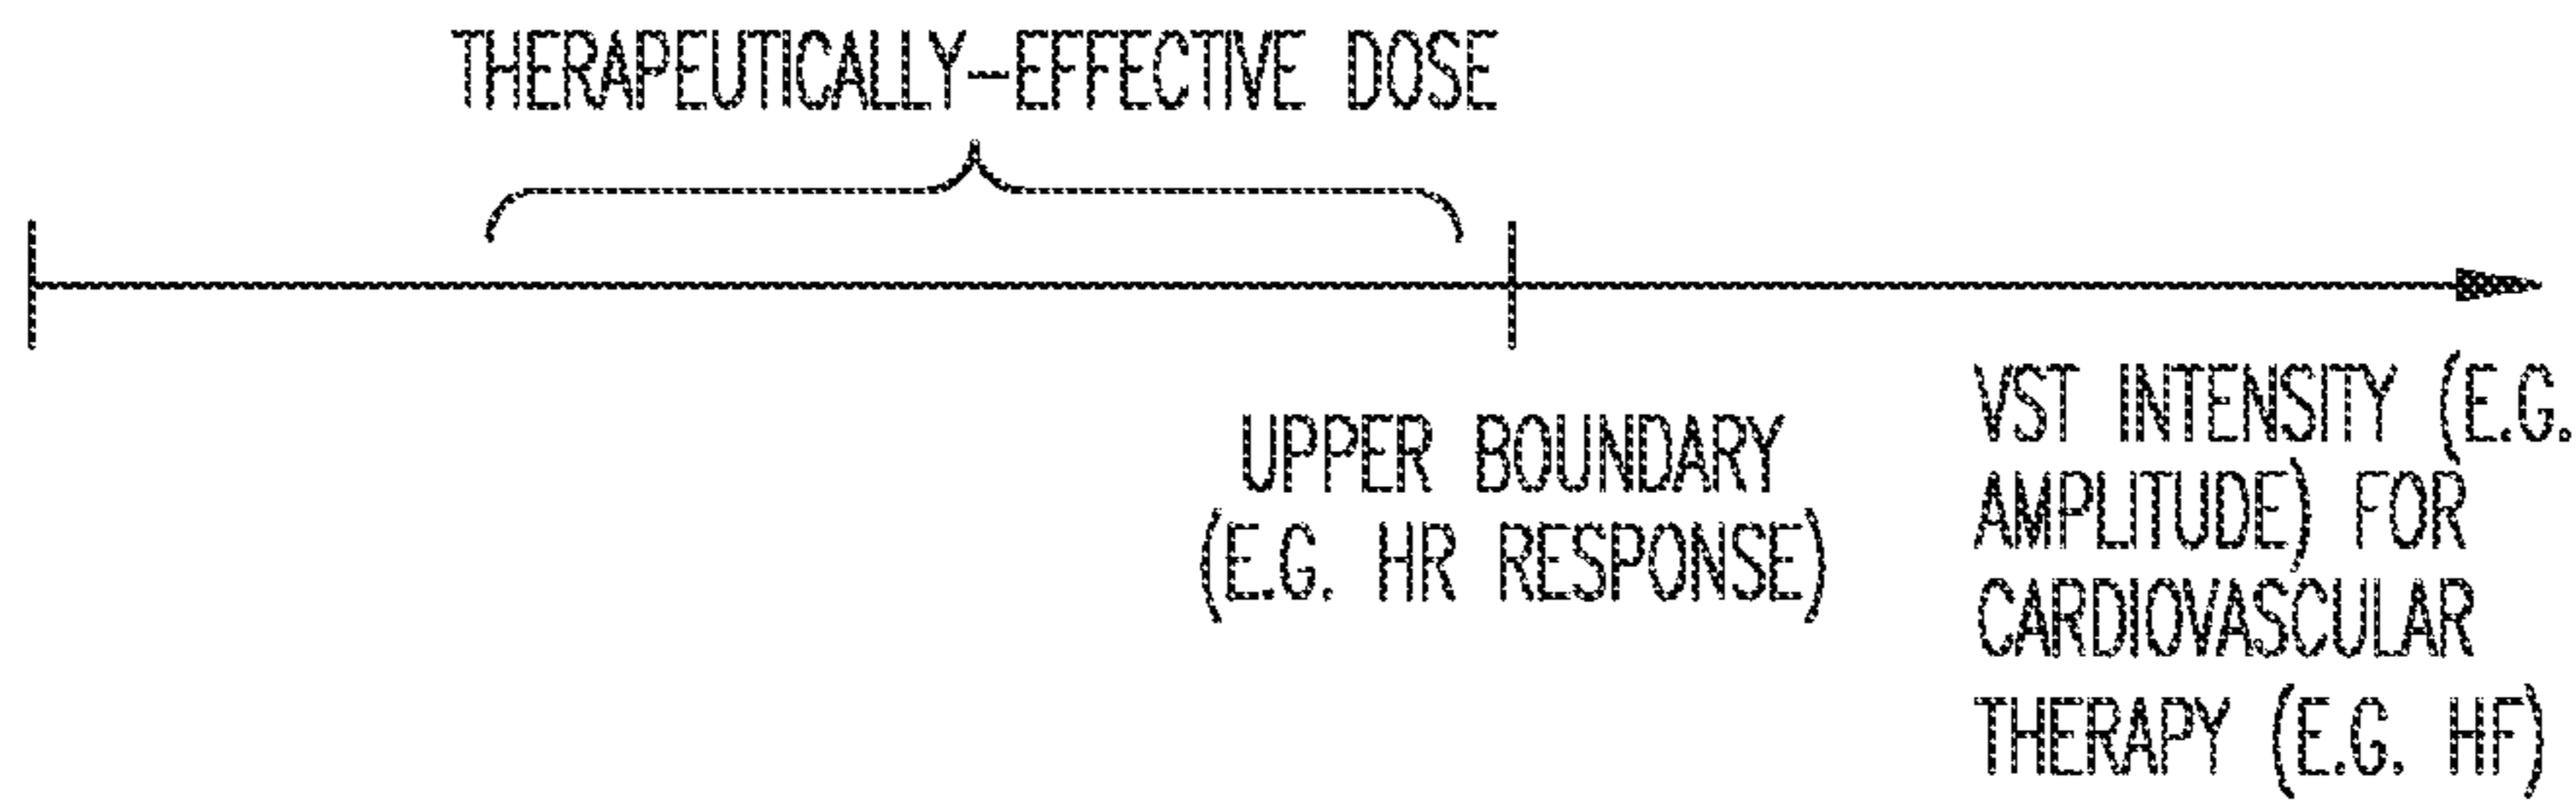 THERAPEUTICALLY-EFFECTIVE DOSE
UPPER BOUNDARY
(E.G. HR RESPONSE)
VST INTENSITY (E.G.
AMPLITUDE) FOR
CARDIOVASCULAR
THERAPY (E.G. HF)